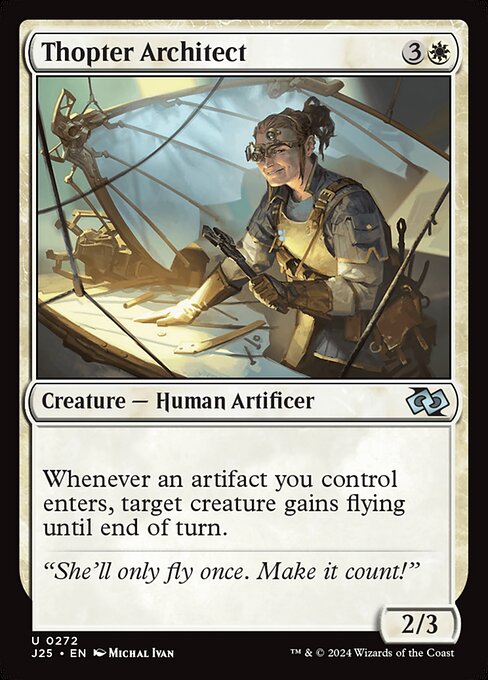 Thopter Architect 3
Creature — Human Artificer
Whenever an artifact you control
enters, target creature gains flying
until end of turn.
“She’ll only fly once. Make it count!”
2/3
U 0272
J25 • EN Michal Ivan
™ & © 2024 Wizards of the Coast